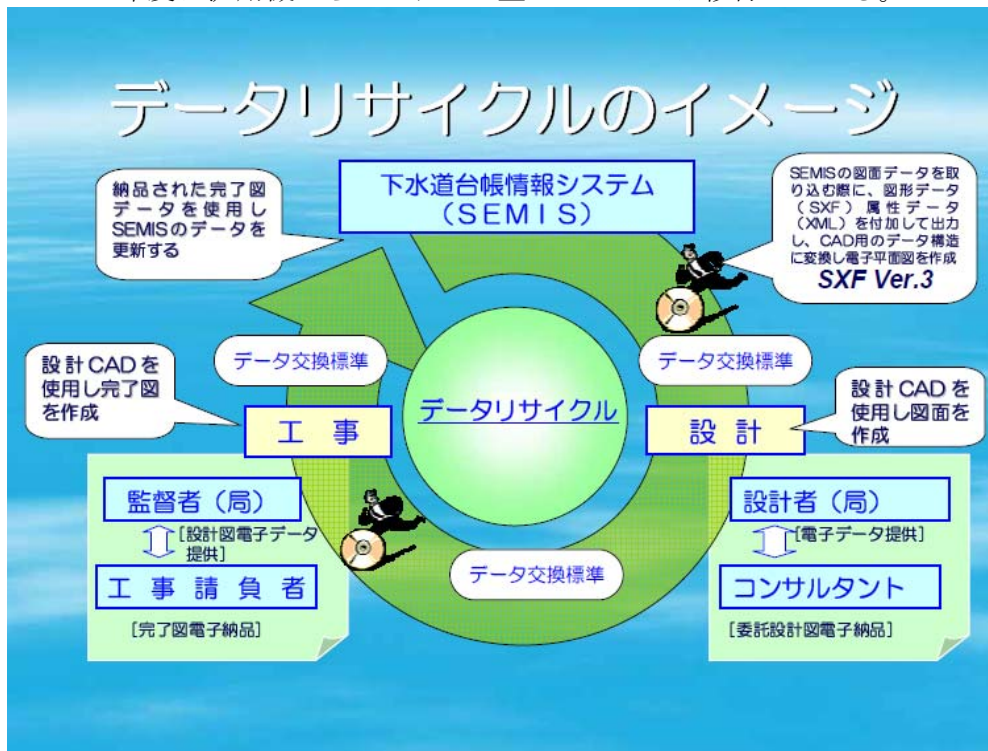 データリサイクルのイメージ
納品された完了図
データを使用し
SEMISのデータを
更新する
下水道台帳情報システム
(SEMIS)
SEMISの図面データを取
り込む際に、図形データ
(SXF)属性データ
(XML)を付加して出力
し、CAD用のデータ構造
に変換し電子平面図を作成
SXF Ver.3
データ交換標準
データ交換標準
設計CADを
使用し完了図
を作成
工 事
データリサイクル
設 計
設計CADを
使用し図面を
作成
監督者(局)
[設計図電子データ
提供]
工 事 請 負 者
[完了図電子納品]
データ交換標準
設計者(局)
[電子データ提供]
コンサルタント
[委託設計図電子納品]